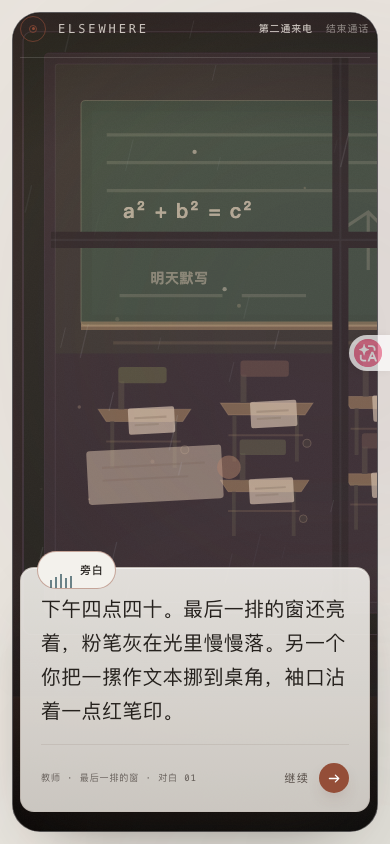 ELSEWHERE
第二通来电 结束通话
a² + b² = c²
明天默写
旁白
下午四点四十。最后一排的窗还亮
着，粉笔灰在光里慢慢落。另一个
你把一摞作文本挪到桌角，袖口沾
着一点红笔印。
教师 · 最后一排的窗 · 对白 01
继续